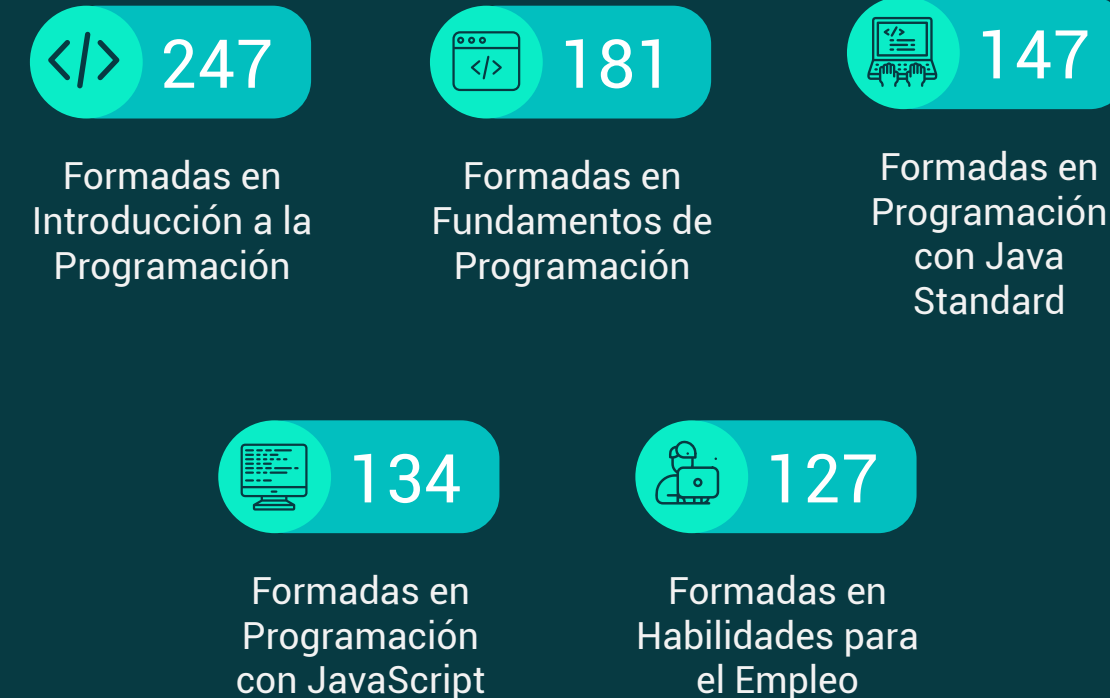 247
Formadas en
Introducción a la
Programación
181
Formadas en
Fundamentos de
Programación
147
Formadas en
Programación
con Java
Standard
134
Formadas en
Programación
con JavaScript
127
Formadas en
Habilidades para
el Empleo